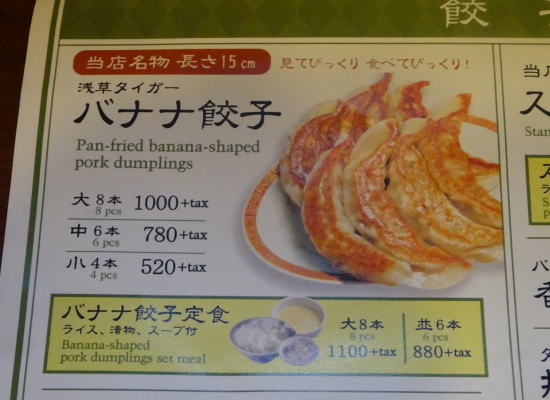 餃
当店名物 長さ15cm
見てびっくり 食べてびっくり!
浅草タイガー
バナナ餃子
Pan-fried banana-shaped
pork dumplings
大 8本 1000+tax
8 pcs
中 6本 780+tax
6 pcs
小 4本 520+tax
4 pcs
バナナ餃子定食
ライス、漬物、スープ付
Banana-shaped
pork dumplings set meal
大8本
8 pcs
1100+tax
並6本
6 pcs
880+tax
当店
ス
Stan